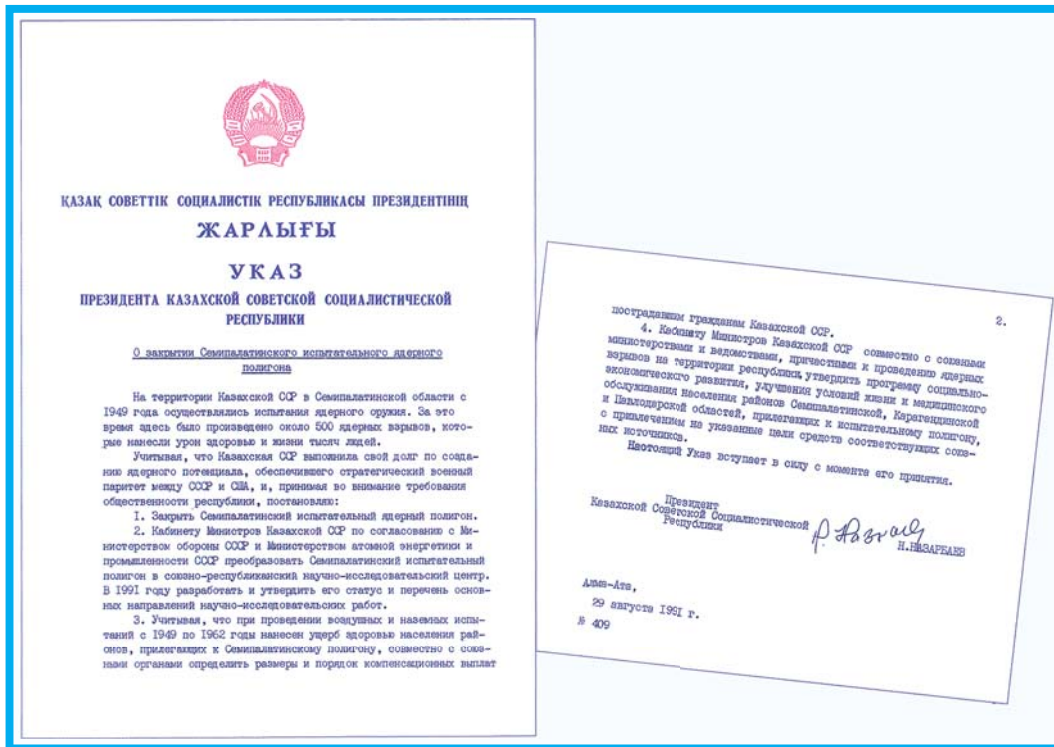 ҚАЗАҚ СОВЕТТІК СОЦИАЛИСТІК РЕСПУБЛИКАСЫ ПРЕЗИДЕНТІНІҢ
ЖАРЛЫҒЫ
УКАЗ
ПРЕЗИДЕНТА КАЗАХСКОЙ СОВЕТСКОЙ СОЦИАЛИСТИЧЕСКОЙ
РЕСПУБЛИКИ
О закрытии Семипалатинского испытательного ядерного
полигона
На территории Казахской ССР в Семипалатинской области с
1949 года осуществлялись испытания ядерного оружия. За это
время здесь было произведено около 500 ядерных взрывов, кото-
рые нанесли урон здоровью и жизни тысяч людей.
Учитывая, что Казахская ССР выполнила свой долг по созда-
нию ядерного потенциала, обеспечившего стратегический военный
паритет между СССР и США, и, принимая во внимание требования
общественности республики, постановляю:
I. Закрыть Семипалатинский испытательный ядерный полигон.
2. Кабинету Министров Казахской ССР по согласованию с Ми-
нистерством обороны СССР и Министерством атомной энергетики и
промышленности СССР преобразовать Семипалатинский испытательный
полигон в союзно-республиканский научно-исследовательский центр.
В I99I году разработать и утвердить его статус и перечень основ-
ных направлений научно-исследовательских работ.
3. Учитывая, что при проведении воздушных и наземных испы-
таний с 1949 по 1962 годы нанесен ущерб здоровью населения рай-
онов, прилегающих к Семипалатинскому полигону, совместно с союз-
ными органами определить размеры и порядок компенсационных выплат
2.
пострадавшим гражданам Казахской ССР.
4. Кабинету Министров Казахской ССР совместно с союзными
министерствами и ведомствами, причастными к проведению ядерных
взрывов на территории республики, утвердить программу социально-
экономического развития, улучшения условий жизни и медицинского
обслуживания населения районов Семипалатинской, Карагандинской
и Павлодарской областей, прилегающих к испытательному полигону,
с привлечением на указанные цели средств соответствующих союз-
ных источников.
Настоящий Указ вступает в силу с момента его принятия.
Президент
Казахской Советской Социалистической
Республики
Н.НАЗАРБАЕВ
Алма-Ата,
29 августа I99I г.
№ 409